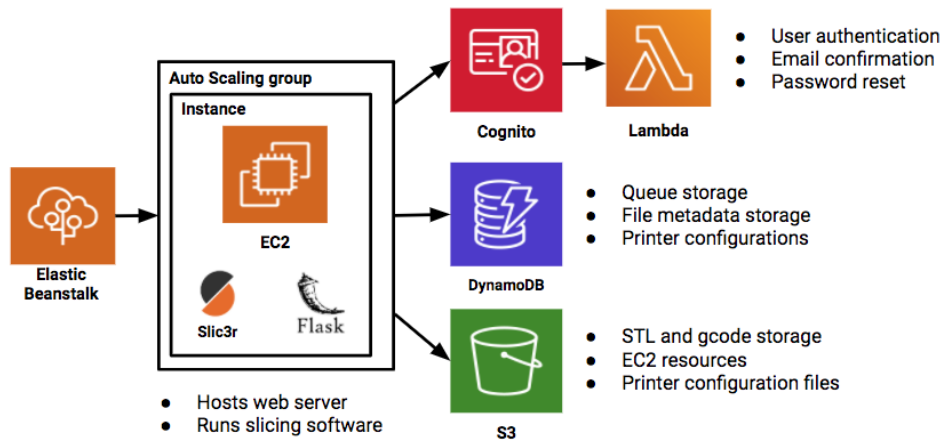 Auto Scaling group
Instance
EC2
Slic3r
Flask
Elastic
Beanstalk
● Hosts web server
● Runs slicing software
Cognito
Lambda
● User authentication
● Email confirmation
● Password reset
DynamoDB
● Queue storage
● File metadata storage
● Printer configurations
S3
● STL and gcode storage
● EC2 resources
● Printer configuration files